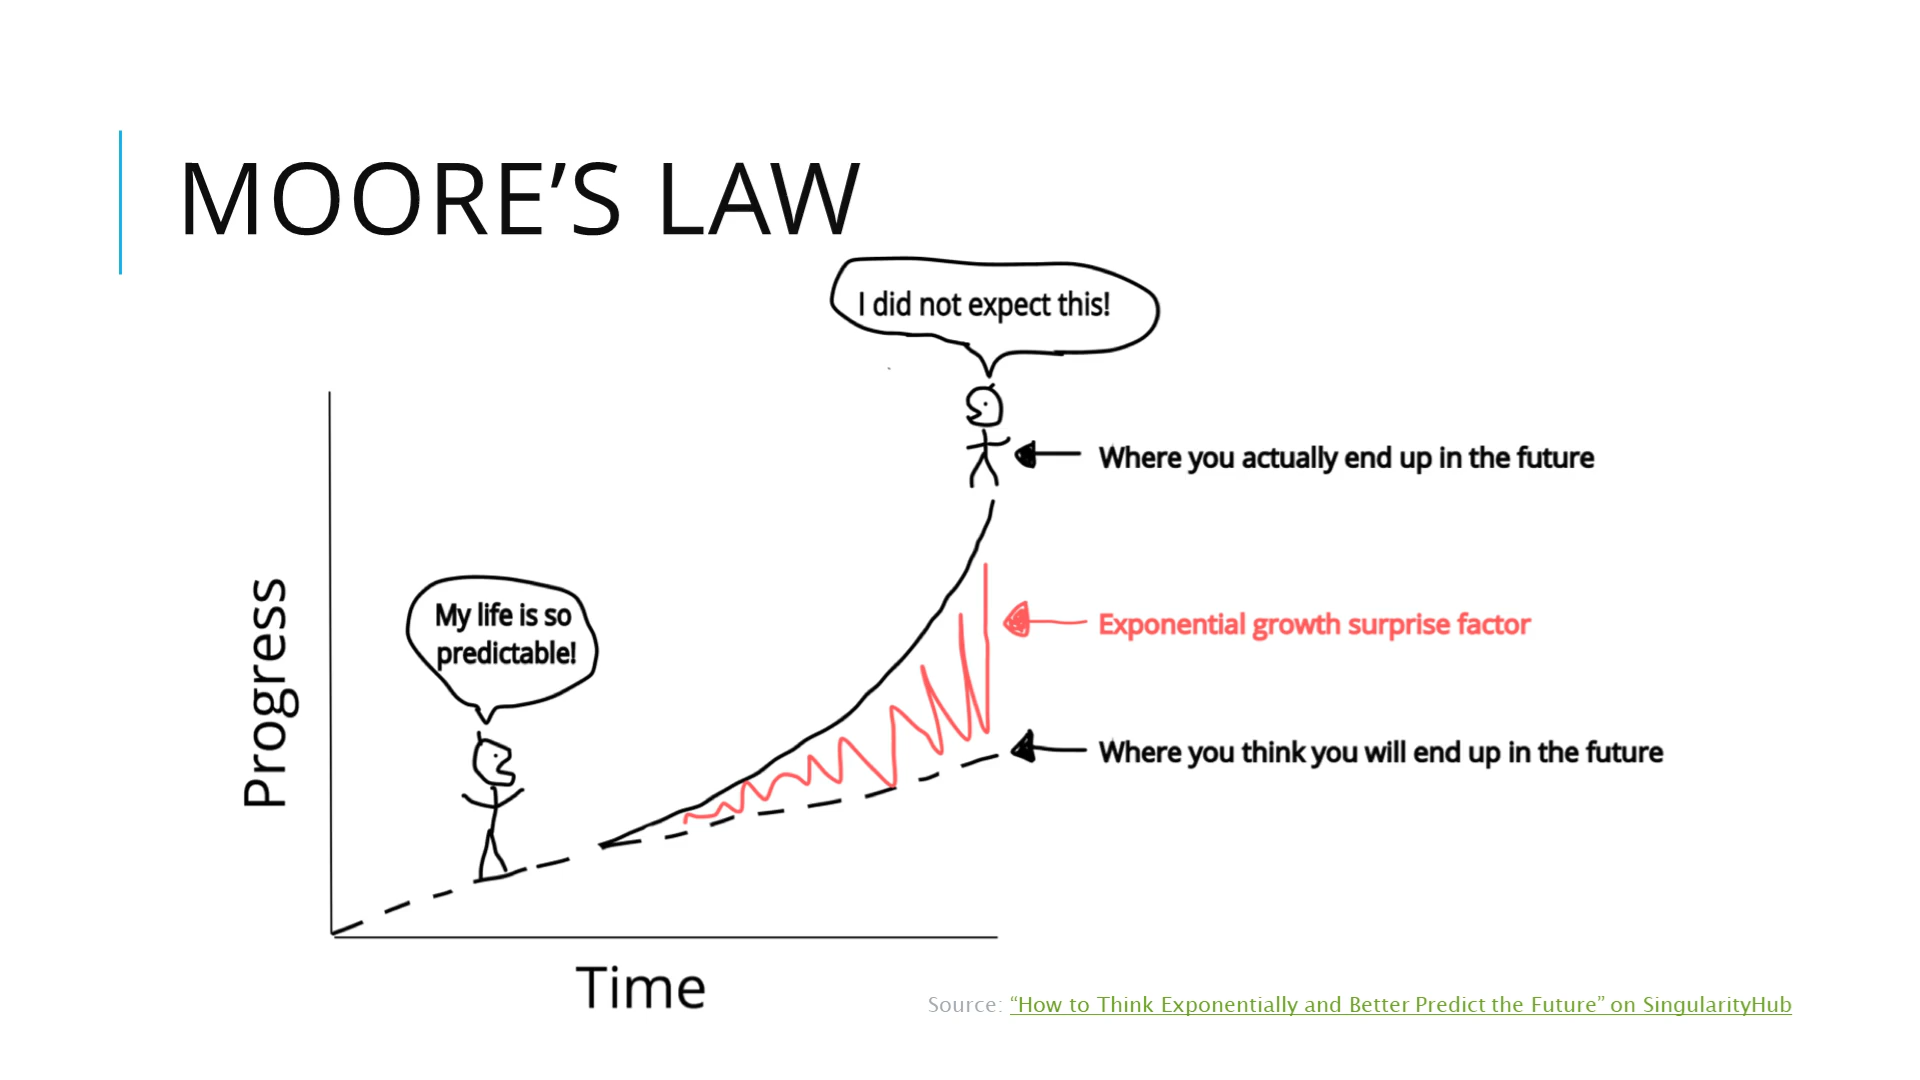 MOORE’S LAW
I did not expect this!
Where you actually end up in the future
My life is so
predictable!
Exponential growth surprise factor
Where you think you will end up in the future
Progress
Time
Source: “How to Think Exponentially and Better Predict the Future” on SingularityHub